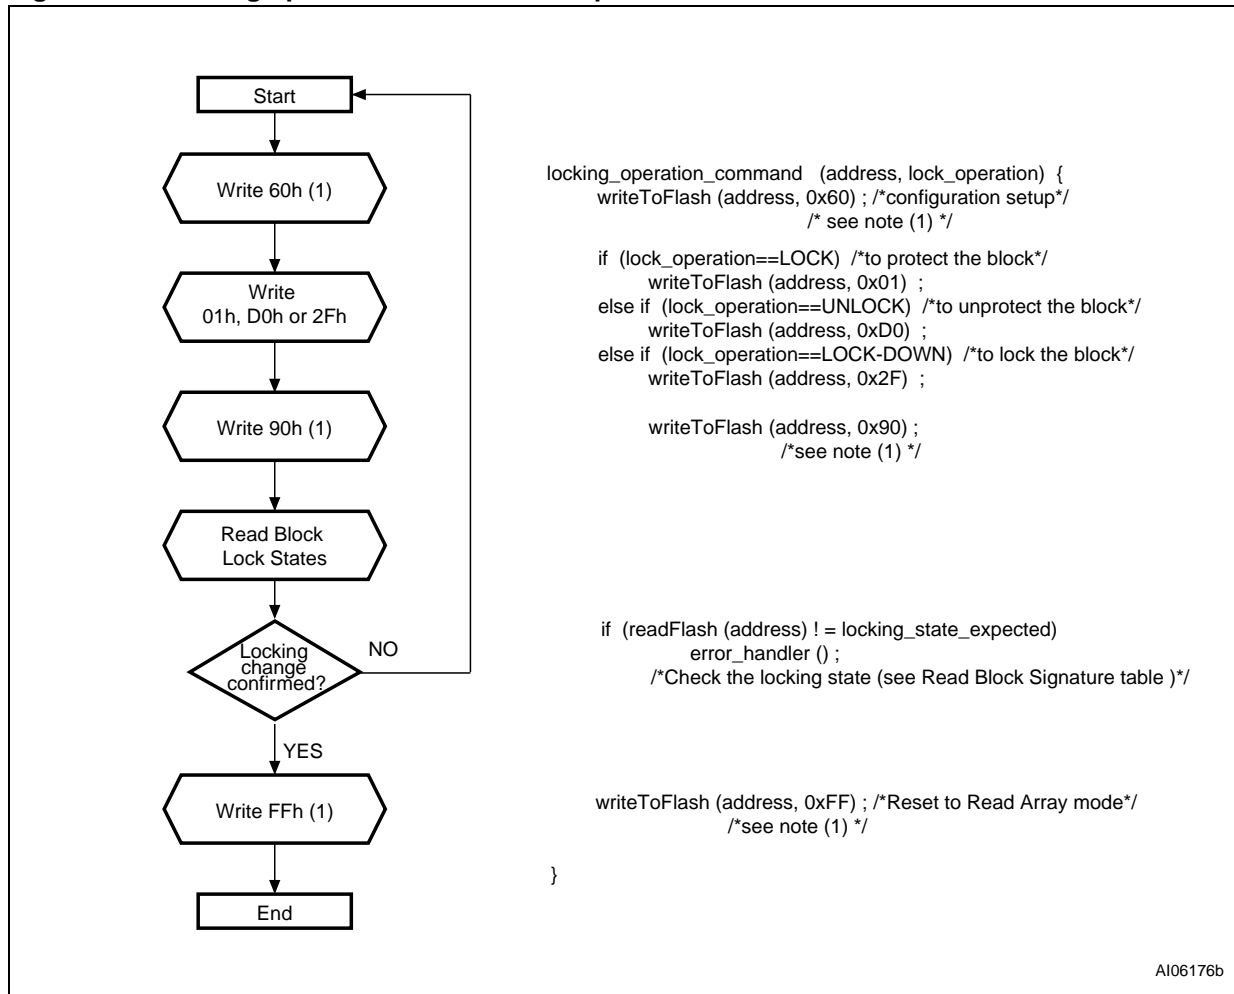 Start
Write 60h (1)
Write
01h, D0h or 2Fh
Write 90h (1)
Read Block
Lock States
Locking
change
confirmed?
NO
YES
Write FFh (1)
End
locking_operation_command (address, lock_operation) {
writeToFlash (address, 0x60) ; /*configuration setup*/
/* see note (1) */
if (lock_operation==LOCK) /*to protect the block*/
writeToFlash (address, 0x01) ;
else if (lock_operation==UNLOCK) /*to unprotect the block*/
writeToFlash (address, 0xD0) ;
else if (lock_operation==LOCK-DOWN) /*to lock the block*/
writeToFlash (address, 0x2F) ;
writeToFlash (address, 0x90) ;
/*see note (1) */
if (readFlash (address) ! = locking_state_expected)
error_handler () ;
/*Check the locking state (see Read Block Signature table )*/
writeToFlash (address, 0xFF) ; /*Reset to Read Array mode*/
/*see note (1) */
}
AI06176b